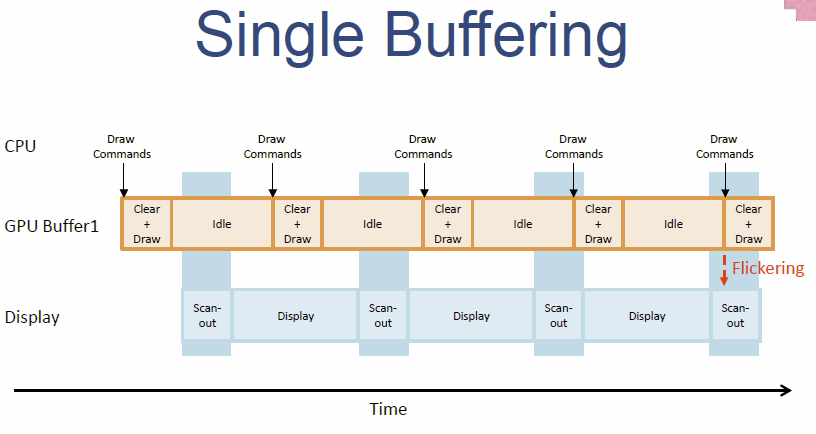 Single Buffering
CPU
Draw
Commands
Draw
Commands
Draw
Commands
Draw
Commands
Draw
Commands
GPU Buffer1
Clear
+
Draw
Idle
Clear
+
Draw
Idle
Clear
+
Draw
Idle
Clear
+
Draw
Idle
Clear
+
Draw
Flickering
Display
Scan-
out
Display
Scan-
out
Display
Scan-
out
Display
Scan-
out
Time